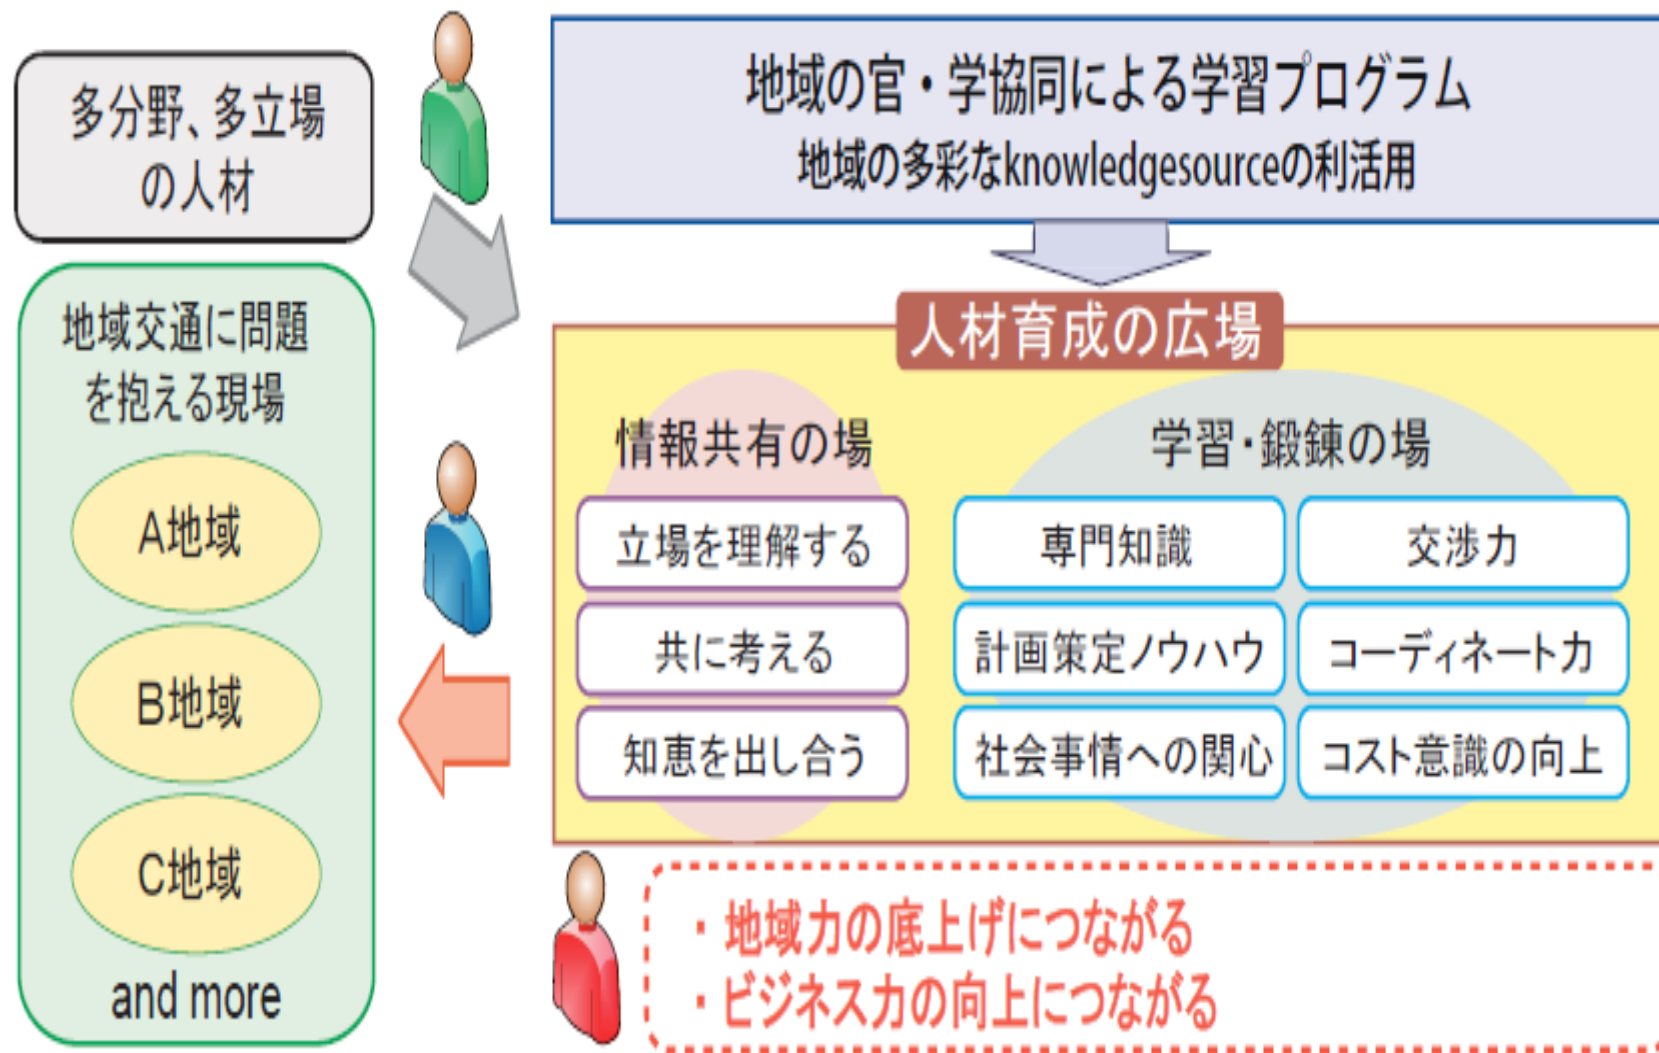 多分野、多立場
の人材
地域の官・学協同による学習プログラム
地域の多彩なknowledgesourceの利活用
地域交通に問題
を抱える現場
A地域
B地域
C地域
and more
人材育成の広場
情報共有の場
立場を理解する
共に考える
知恵を出し合う
学習・鍛錬の場
専門知識
交渉力
計画策定ノウハウ
コーディネート力
社会事情への関心
コスト意識の向上
・地域力の底上げにつながる
・ビジネス力の向上につながる